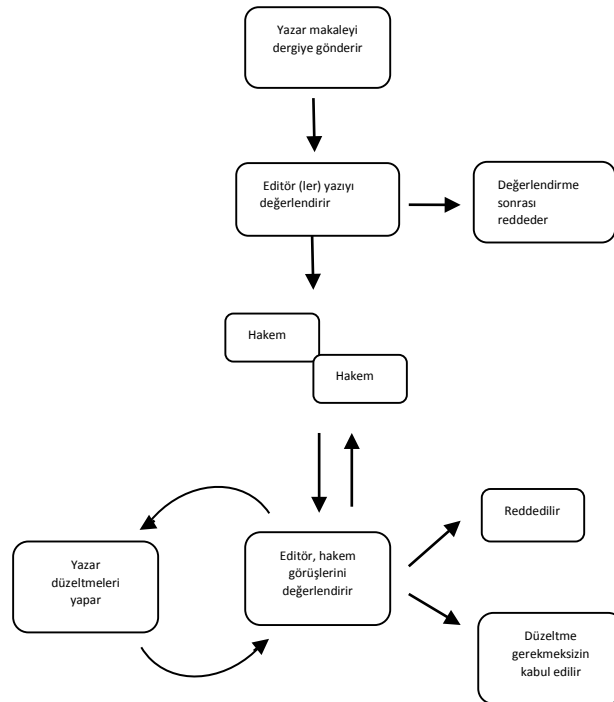 Yazar makaleyi
dergiye gönderir
Editör (ler) yazıyı
değerlendirir
Değerlendirme
sonrası
reddeder
Hakem
Hakem
Reddedilir
Editör, hakem
görüşlerini
değerlendirir
Yazar
düzeltmeleri
yapar
Düzeltme
gerekmeksizin
kabul edilir